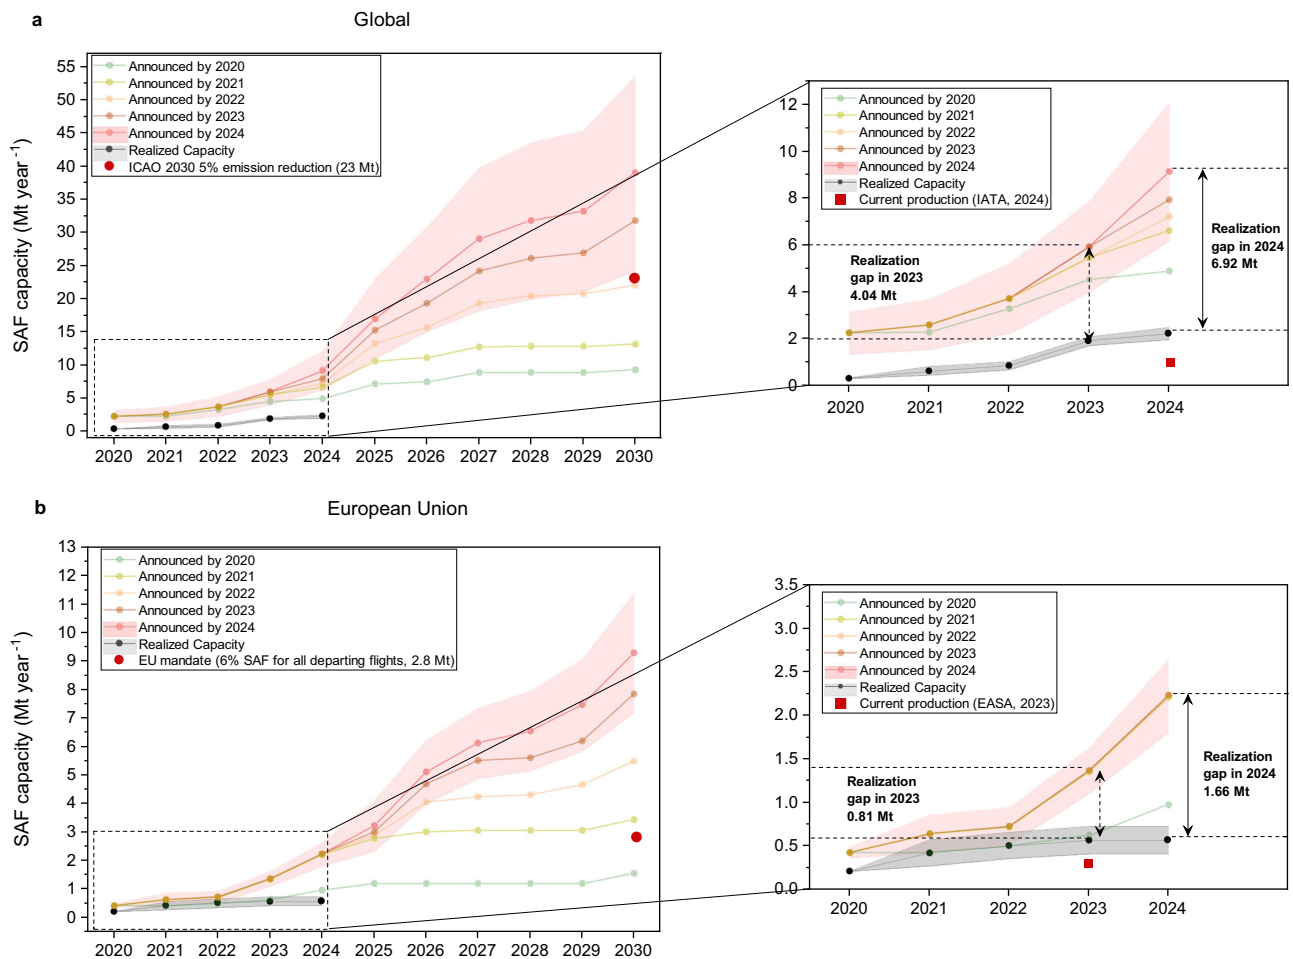 a
Global
SAF capacity (Mt year⁻¹)
55
50
45
40
35
30
25
20
15
10
5
0
Announced by 2020
Announced by 2021
Announced by 2022
Announced by 2023
Announced by 2024
Realized Capacity
ICAO 2030 5% emission reduction (23 Mt)
2020 2021 2022 2023 2024 2025 2026 2027 2028 2029 2030
12
10
8
6
4
2
0
Announced by 2020
Announced by 2021
Announced by 2022
Announced by 2023
Announced by 2024
Realized Capacity
Current production (IATA, 2024)
Realization
gap in 2023
4.04 Mt
Realization
gap in 2024
6.92 Mt
2020 2021 2022 2023 2024
b
European Union
SAF capacity (Mt year⁻¹)
13
12
11
10
9
8
7
6
5
4
3
2
1
0
Announced by 2020
Announced by 2021
Announced by 2022
Announced by 2023
Announced by 2024
Realized Capacity
EU mandate (6% SAF for all departing flights, 2.8 Mt)
2020 2021 2022 2023 2024 2025 2026 2027 2028 2029 2030
3.5
3.0
2.5
2.0
1.5
1.0
0.5
0.0
Announced by 2020
Announced by 2021
Announced by 2022
Announced by 2023
Announced by 2024
Realized Capacity
Current production (EASA, 2023)
Realization
gap in 2023
0.81 Mt
Realization
gap in 2024
1.66 Mt
2020 2021 2022 2023 2024